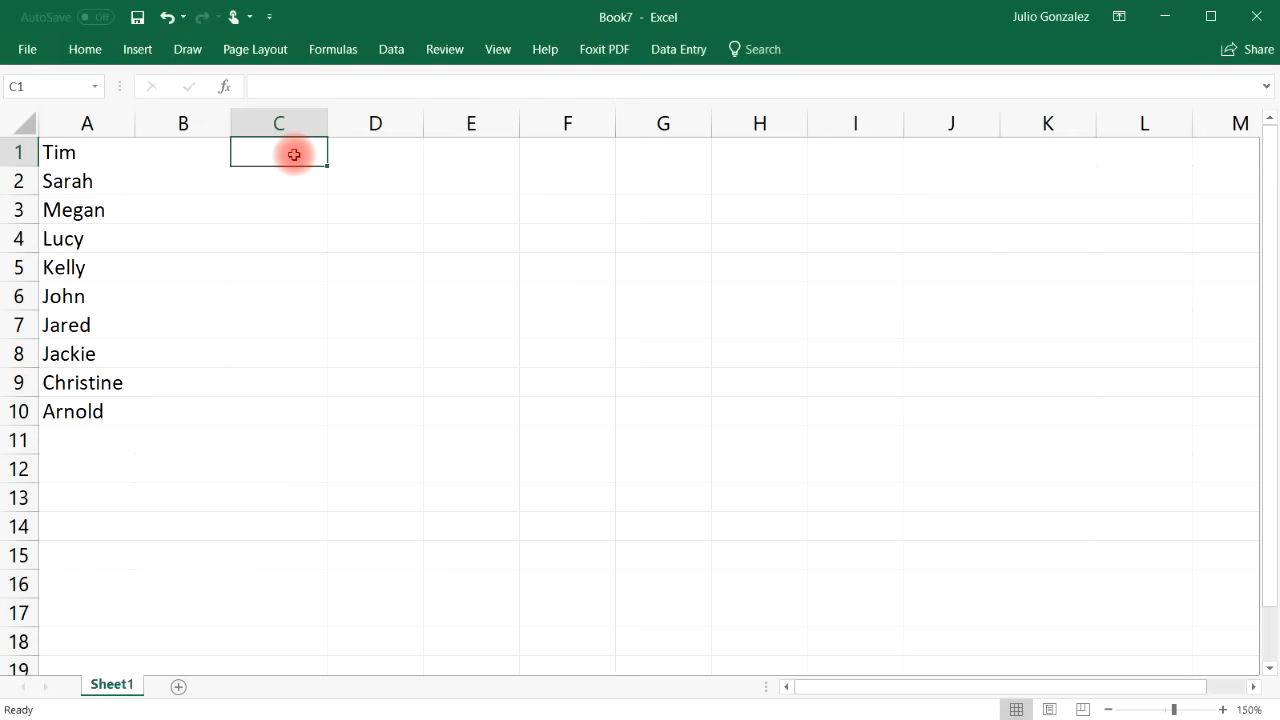 AutoSave Off Book7 - Excel Julio Gonzalez
File Home Insert Draw Page Layout Formulas Data Review View Help Foxit PDF Data Entry Search Share
C1 fx
A B C D E F G H I J K L M
1 Tim
2 Sarah
3 Megan
4 Lucy
5 Kelly
6 John
7 Jared
8 Jackie
9 Christine
10 Arnold
11
12
13
14
15
16
17
18
19
Sheet1
Ready 150%